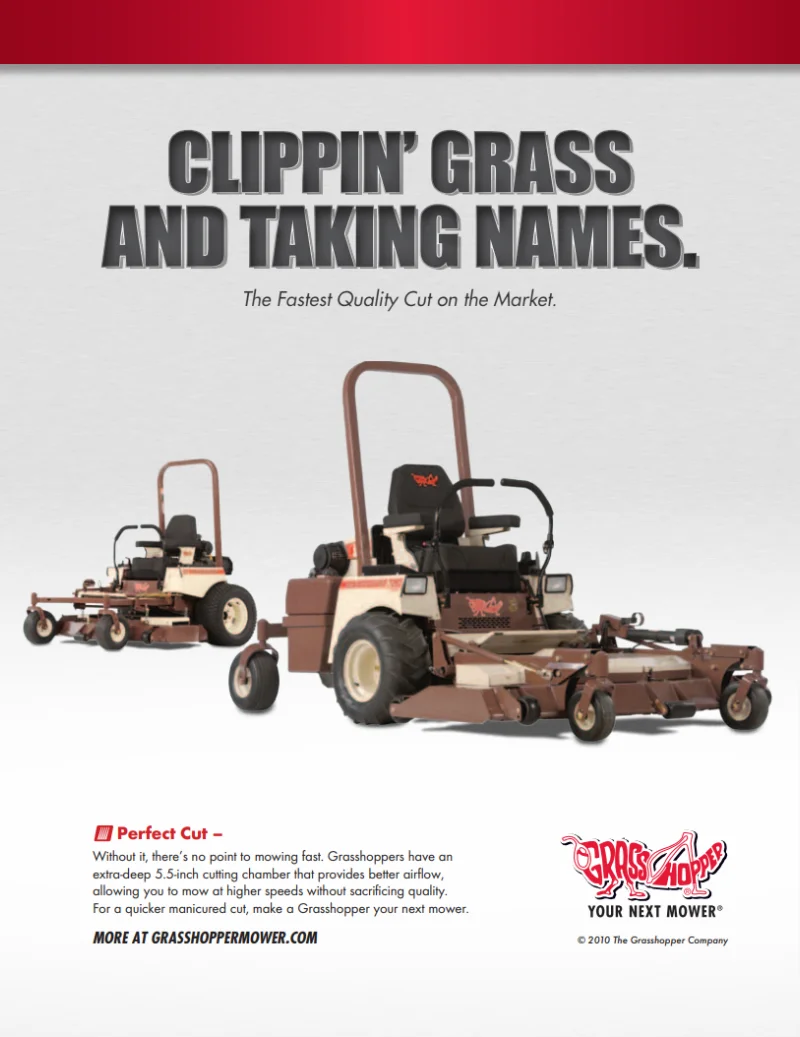 CLIPPIN’ GRASS
AND TAKING NAMES.
The Fastest Quality Cut on the Market.
Perfect Cut –
Without it, there’s no point to mowing fast. Grasshoppers have an
extra-deep 5.5-inch cutting chamber that provides better airflow,
allowing you to mow at higher speeds without sacrificing quality.
For a quicker manicured cut, make a Grasshopper your next mower.
MORE AT GRASSHOPPERMOWER.COM
GRASSHOPPER
YOUR NEXT MOWER®
© 2010 The Grasshopper Company